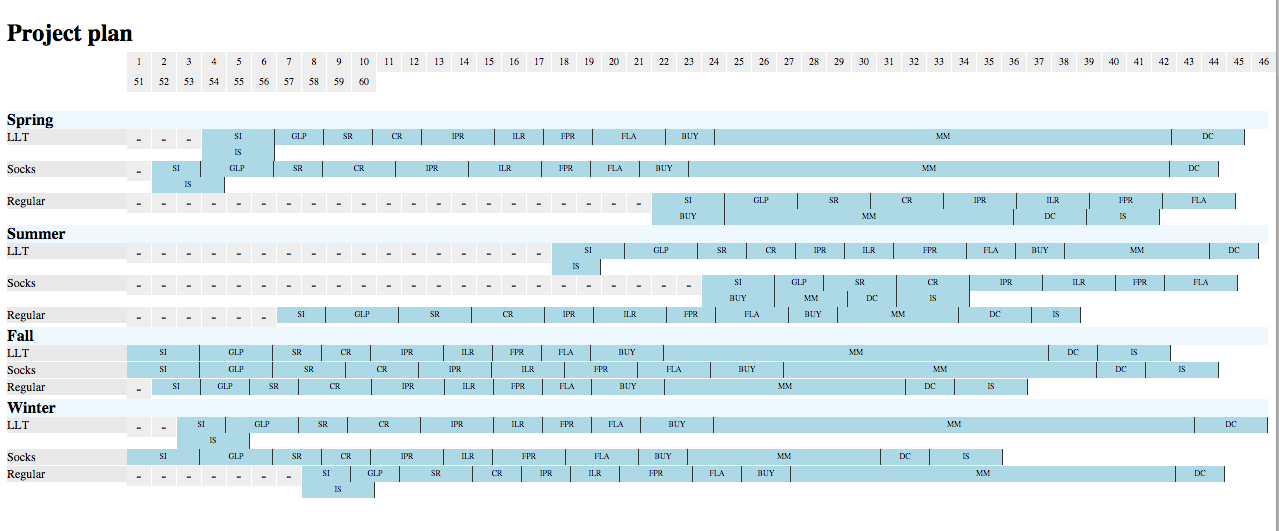 Project plan
1 2 3 4 5 6 7 8 9 10 11 12 13 14 15 16 17 18 19 20 21 22 23 24 25 26 27 28 29 30 31 32 33 34 35 36 37 38 39 40 41 42 43 44 45 46
51 52 53 54 55 56 57 58 59 60
Spring
LLT - - - SI GLP SR CR IPR ILR FPR FLA BUY MM DC
IS
Socks - SI GLP SR CR IPR ILR FPR FLA BUY MM DC
IS
Regular - - - - - - - - - - - - - - - - - - - - - SI GLP SR CR IPR ILR FPR FLA
BUY MM DC IS
Summer
LLT - - - - - - - - - - - - - - - - - SI GLP SR CR IPR ILR FPR FLA BUY MM DC
IS
Socks - - - - - - - - - - - - - - - - - - - - - - - SI GLP SR CR IPR ILR FPR FLA
BUY MM DC IS
Regular - - - - - - SI GLP SR CR IPR ILR FPR FLA BUY MM DC IS
Fall
LLT SI GLP SR CR IPR ILR FPR FLA BUY MM DC IS
Socks SI GLP SR CR IPR ILR FPR FLA BUY MM DC IS
Regular - SI GLP SR CR IPR ILR FPR FLA BUY MM DC IS
Winter
LLT - - SI GLP SR CR IPR ILR FPR FLA BUY MM DC
IS
Socks SI GLP SR CR IPR ILR FPR FLA BUY MM DC IS
Regular - - - - - - - SI GLP SR CR IPR ILR FPR FLA BUY MM DC
IS